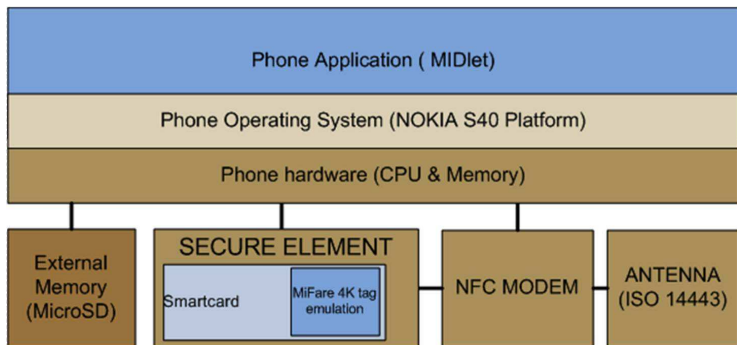 Phone Application ( MIDlet)
Phone Operating System (NOKIA S40 Platform)
Phone hardware (CPU & Memory)
External
Memory
(MicroSD)
SECURE ELEMENT
Smartcard
MiFare 4K tag
emulation
NFC MODEM
ANTENNA
(ISO 14443)